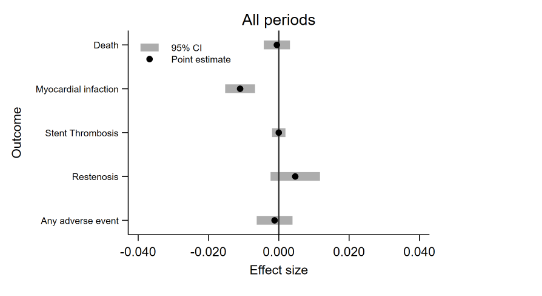 All periods
Death
95% CI
Point estimate
Myocardial infaction
Stent Thrombosis
Restenosis
Any adverse event
Outcome
-0.040 -0.020 0.000 0.020 0.040
Effect size